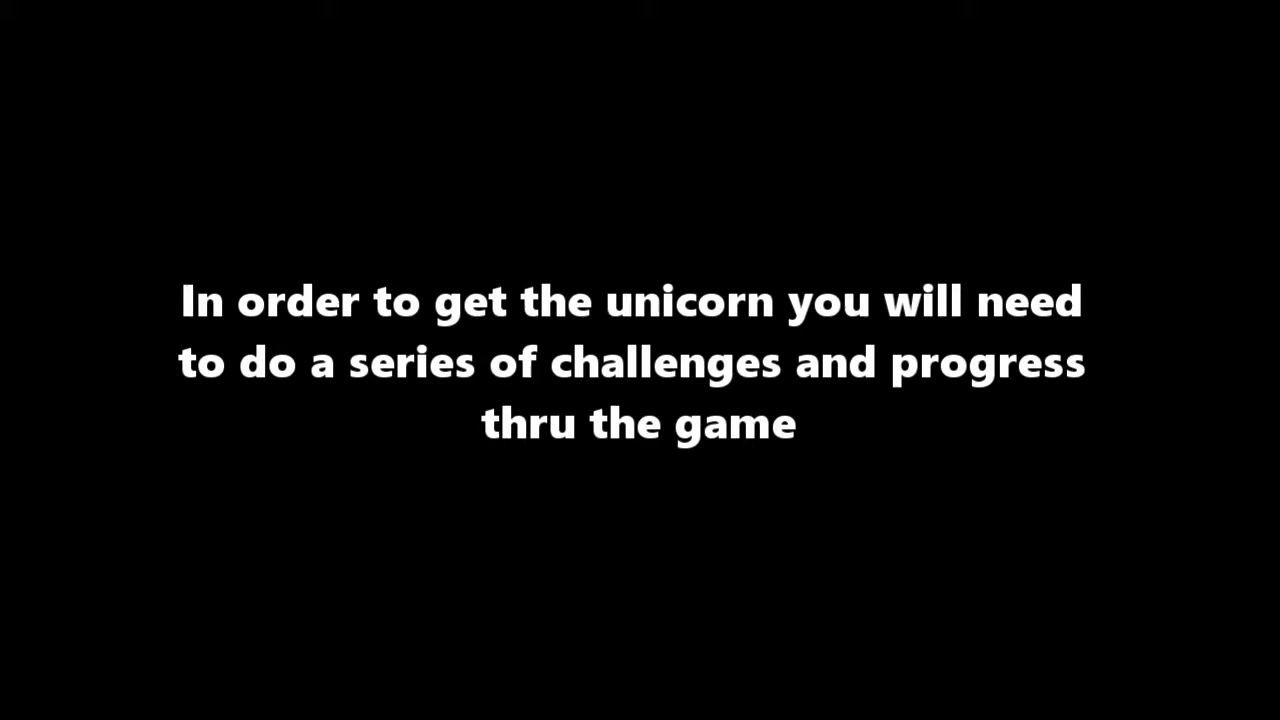 In order to get the unicorn you will need
to do a series of challenges and progress
thru the game